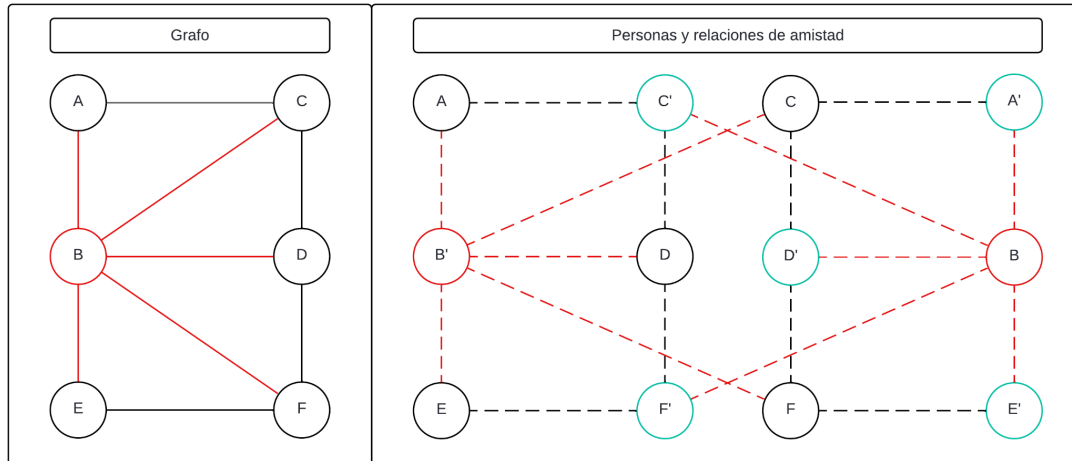 Grafo
Personas y relaciones de amistad
A
C
A
C'
C
A'
B
D
B'
D
D'
B
E
F
E
F'
F
E'